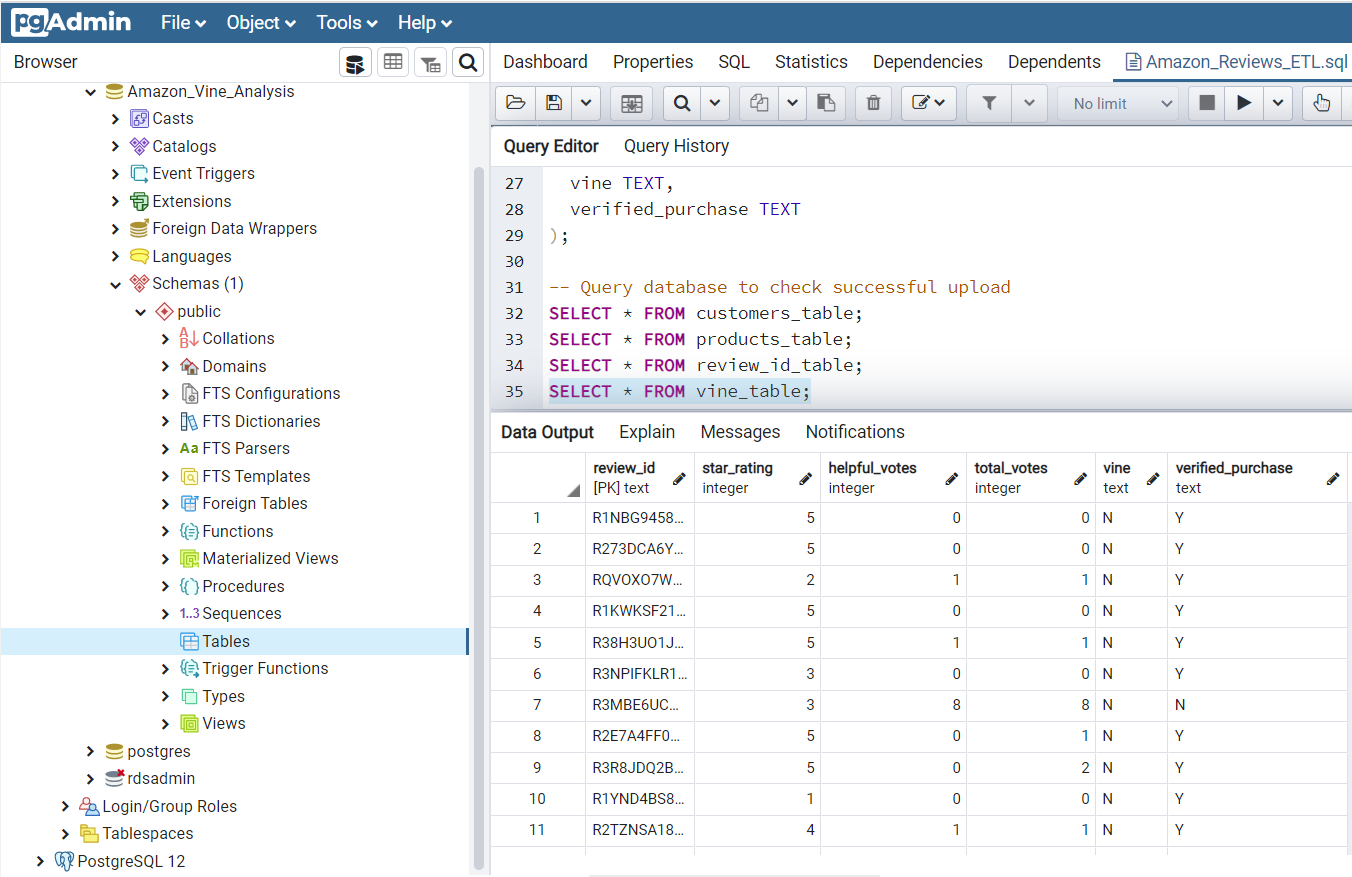 pgAdmin File Object Tools Help
Browser
Dashboard Properties SQL Statistics Dependencies Dependents Amazon_Reviews_ETL.sql
No limit
Amazon_Vine_Analysis
Casts
Catalogs
Event Triggers
Extensions
Foreign Data Wrappers
Languages
Schemas (1)
public
AB Collations
Domains
FTS Configurations
FTS Dictionaries
Aa FTS Parsers
FTS Templates
Foreign Tables
Functions
Materialized Views
Procedures
1..3 Sequences
Tables
Trigger Functions
Types
Views
postgres
rdsadmin
Login/Group Roles
Tablespaces
PostgreSQL 12
Query Editor Query History
27 vine TEXT,
28 verified_purchase TEXT
29 );
30
31 -- Query database to check successful upload
32 SELECT * FROM customers_table;
33 SELECT * FROM products_table;
34 SELECT * FROM review_id_table;
35 SELECT * FROM vine_table;
Data Output Explain Messages Notifications
review_id star_rating helpful_votes total_votes vine verified_purchase
[PK] text integer integer integer text text
1 R1NBG9458... 5 0 0 N Y
2 R273DCA6Y... 5 0 0 N Y
3 RQVOXO7W... 2 1 1 N Y
4 R1KWKSF21... 5 0 0 N Y
5 R38H3UO1J... 5 1 1 N Y
6 R3NPIFKLR1... 3 0 0 N Y
7 R3MBE6UC... 3 8 8 N N
8 R2E7A4FF0... 5 0 1 N Y
9 R3R8JDQ2B... 5 0 2 N Y
10 R1YND4BS8... 1 0 0 N Y
11 R2TZNSA18... 4 1 1 N Y